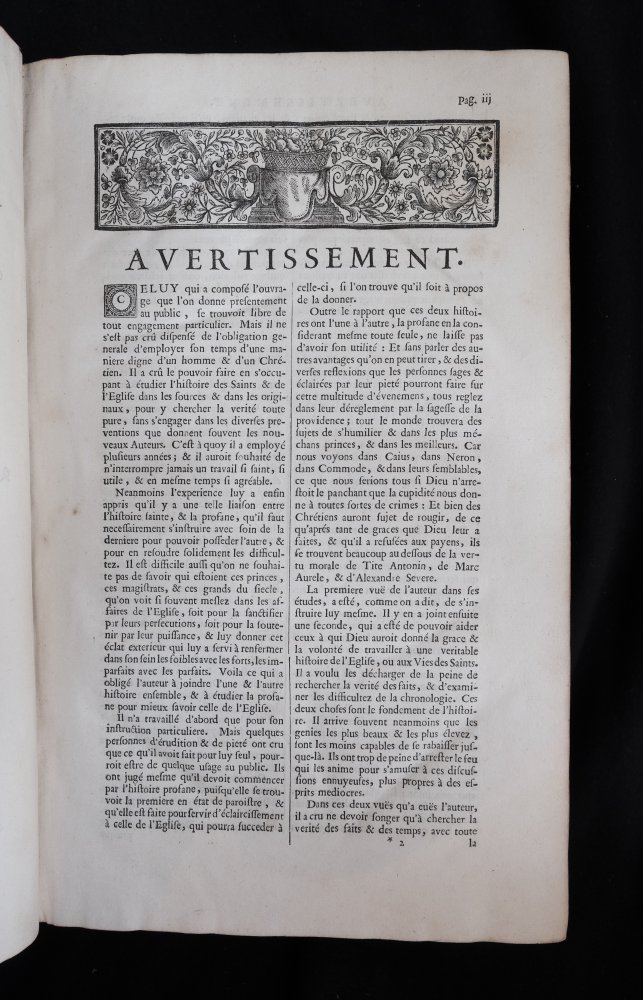 Pag. iij
AVERTISSEMENT.
CELUY qui a composé l'ouvra-
ge que l'on donne presentement
au public, se trouvoit libre de
tout engagement particulier. Mais il ne
s'est pas crû dispensé de l'obligation ge-
nerale d'employer son temps d'une ma-
niere digne d'un homme & d'un Chré-
tien. Il a crû le pouvoir faire en s'occu-
pant à étudier l'histoire des Saints & de
l'Eglise dans les sources & dans les origi-
naux, pour y chercher la verité toute
pure, sans s'engager dans les diverses pre-
ventions que donnent souvent les nou-
veaux Auteurs. C'est à quoy il a employé
plusieurs années; & il auroit souhaité de
n'interrompre jamais un travail si saint, si
utile, & en mesme temps si agréable.
Neanmoins l'experience luy a enfin
appris qu'il y a une telle liaison entre
l'histoire sainte, & la profane, qu'il faut
necessairement s'instruire avec soin de la
derniere pour pouvoir posseder l'autre, &
pour en resoudre solidement les difficul-
tez. Il est difficile aussi qu'on ne souhai-
te pas de savoir qui estoient ces princes,
ces magistrats, & ces grands du siecle,
qu'on voit si souvent meslez dans les af-
faires de l'Eglise, soit pour la sanctifier
par leurs persecutions, soit pour la soute-
nir par leur puissance, & luy donner cet
éclat exterieur qui luy a servi à renfermer
dans son sein les foibles avec les forts, les im-
parfaits avec les parfaits. Voila ce qui a
obligé l'auteur à joindre l'une & l'autre
histoire ensemble, & à étudier la profa-
ne pour mieux savoir celle de l'Eglise.
Il n'a travaillé d'abord que pour son
instruction particuliere. Mais quelques
personnes d'érudition & de pieté ont cru
que ce qu'il avoit fait pour luy seul, pour-
roit estre de quelque usage au public. Ils
ont jugé mesme qu'il devoit commencer
par l'histoire profane, puisqu'elle se trou-
voit la premiere en état de paroistre, &
qu'elle est faite pour servir d'éclaircissement
à celle de l'Eglise, qui pourra succeder à
celle-ci, si l'on trouve qu'il soit à propos
de la donner.
Outre le rapport que ces deux histoi-
res ont l'une à l'autre, la profane en la con-
siderant mesme toute seule, ne laisse pas
d'avoir son utilité: Et sans parler des au-
tres avantages qu'on en peut tirer, & des di-
verses reflexions que les personnes sages &
éclairées par leur pieté pourront faire sur
cette multitude d'évenemens, tous reglez
dans leur déreglement par la sagesse de la
providence; tout le monde trouvera des
sujets de s'humilier & dans les plus mé-
chans princes, & dans les meilleurs. Car
nous voyons dans Caius, dans Neron,
dans Commode, & dans leurs semblables,
ce que nous serions tous si Dieu n'arre-
stoit le panchant que la cupidité nous don-
ne à toutes sortes de crimes: Et bien des
Chrétiens auront sujet de rougir, de ce
qu'aprés tant de graces que Dieu leur a
faites, & qu'il a refusées aux payens, ils
se trouvent beaucoup au dessous de la ver-
tu morale de Tite Antonin, de Marc
Aurele, & d'Alexandre Severe.
La premiere vuë de l'auteur dans ses
études, a esté, comme on a dit, de s'in-
struire luy mesme. Il y en a joint ensuite
une seconde, qui a esté de pouvoir aider
ceux à qui Dieu auroit donné la grace &
la volonté de travailler à une veritable
histoire de l'Eglise, ou aux Vies des Saints.
Il a voulu les décharger de la peine de
rechercher la verité des faits, & d'exami-
ner les difficultez de la chronologie. Ces
deux choses sont le fondement de l'histoi-
re. Il arrive souvent neanmoins que les
genies les plus beaux & les plus élevez,
sont les moins capables de se rabaisser jus-
que-là. Ils ont trop de peine d'arrester le feu
qui les anime pour s'amuser à ces discus-
sions ennuyeuses, plus propres à des es-
prits mediocres.
Dans ces deux vuës qu'a euës l'auteur,
il a cru ne devoir songer qu'à chercher la
verité des faits & des temps, avec toute
* 2 la